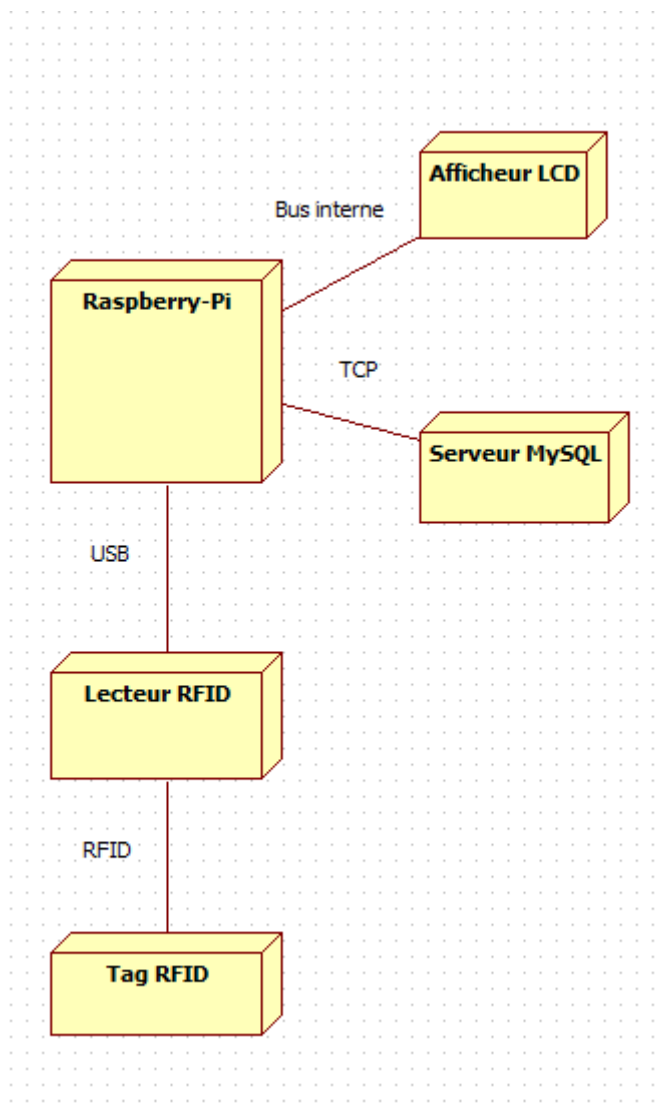 Afficheur LCD
Bus interne
Raspberry-Pi
TCP
Serveur MySQL
USB
Lecteur RFID
RFID
Tag RFID